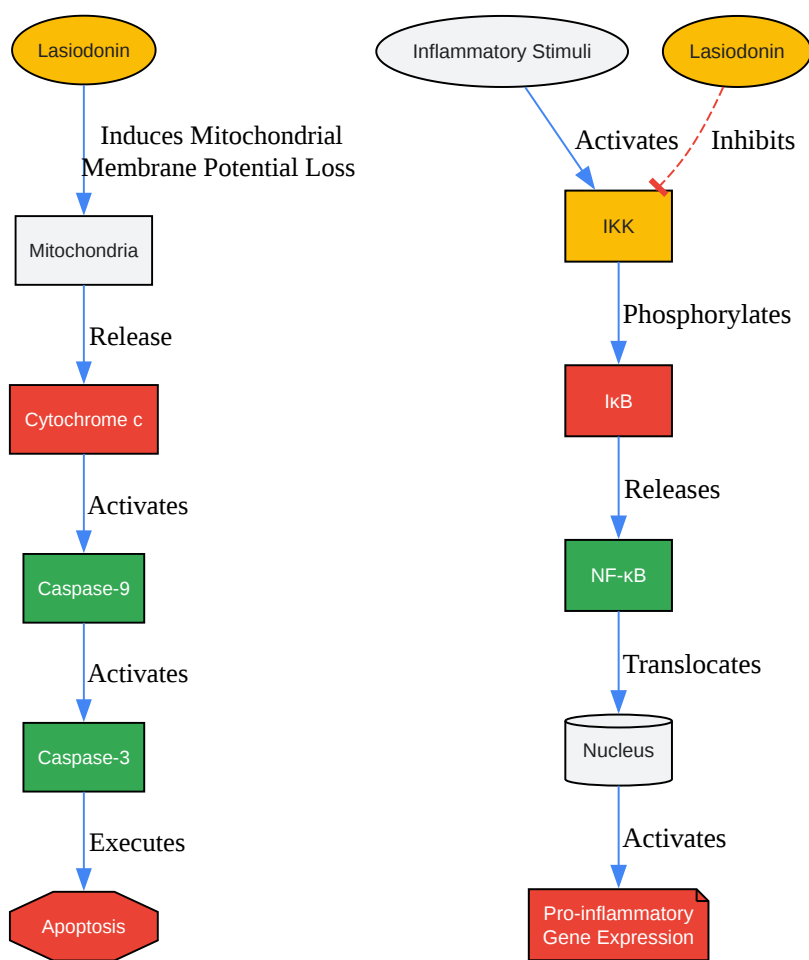 Lasiodonin
Induces Mitochondrial
Membrane Potential Loss
Mitochondria
Release
Cytochrome c
Activates
Caspase-9
Activates
Caspase-3
Executes
Apoptosis
Inflammatory Stimuli
Lasiodonin
Activates
Inhibits
IKK
Phosphorylates
IκB
Releases
NF-κB
Translocates
Nucleus
Activates
Pro-inflammatory
Gene Expression